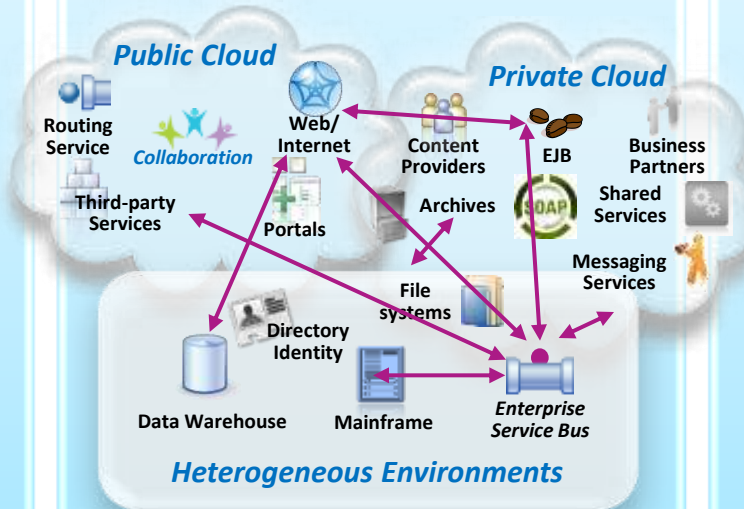 Public Cloud
Private Cloud
Routing
Service
Collaboration
Web/
Internet
Content
Providers
EJB
Business
Partners
Third-party
Services
Portals
Archives
SOAP
Shared
Services
Messaging
Services
File
systems
Directory
Identity
Data Warehouse
Mainframe
Enterprise
Service Bus
Heterogeneous Environments